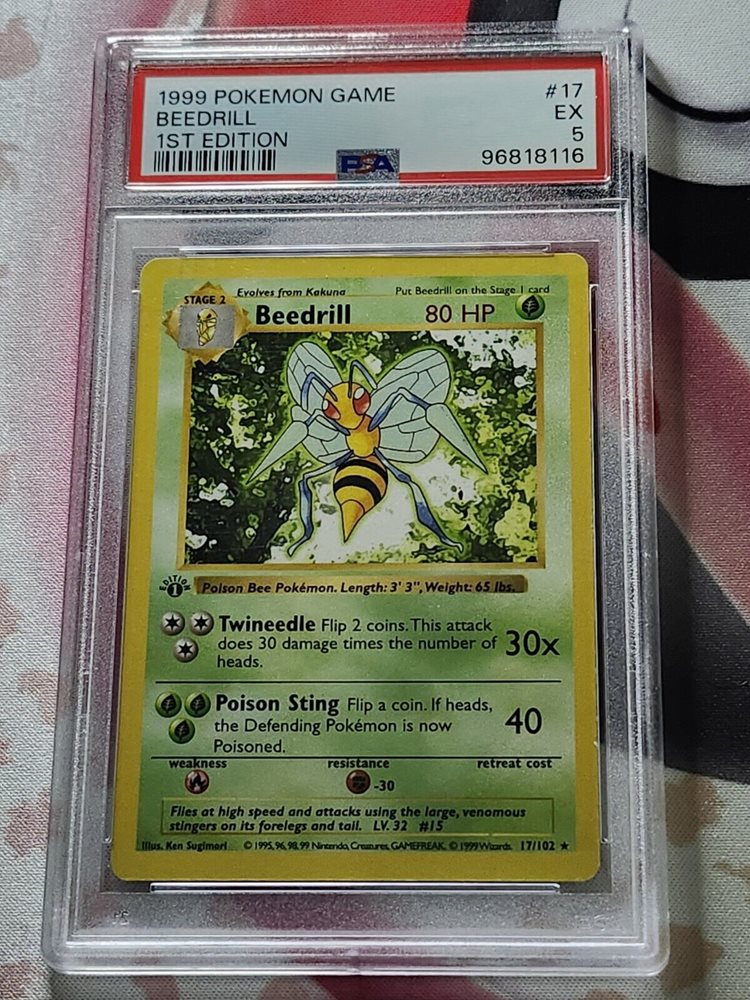 1999 POKEMON GAME #17
BEEDRILL EX
1ST EDITION 5
PSA 96818116
STAGE 2 Evolves from Kakuna Put Beedrill on the Stage 1 card
Beedrill 80 HP
EDITION
1
Poison Bee Pokémon. Length: 3' 3", Weight: 65 lbs.
Twineedle Flip 2 coins. This attack
does 30 damage times the number of 30x
heads.
Poison Sting Flip a coin. If heads,
the Defending Pokémon is now 40
Poisoned.
weakness resistance retreat cost
-30
Flies at high speed and attacks using the large, venomous
stingers on its forelegs and tail. LV. 32 #15
Illus. Ken Sugimori © 1995, 96, 98, 99 Nintendo, Creatures, GAMEFREAK. © 1999 Wizards. 17/102 ★